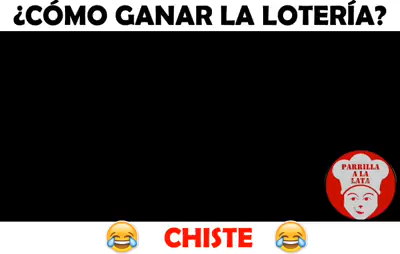 ¿CÓMO GANAR LA LOTERÍA?
PARRILLA
A LA
LATA
CHISTE